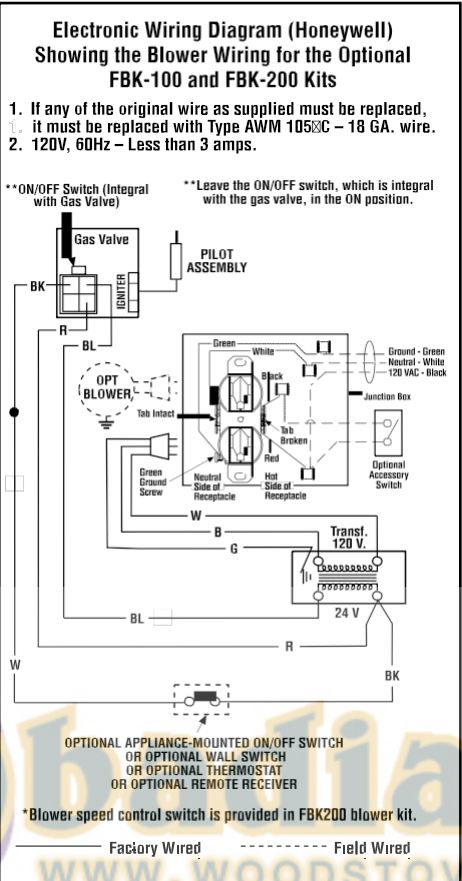 Electronic Wiring Diagram (Honeywell)
Showing the Blower Wiring for the Optional
FBK-100 and FBK-200 Kits
1. If any of the original wire as supplied must be replaced,
1. it must be replaced with Type AWM 105☒C – 18 GA. wire.
2. 120V, 60Hz – Less than 3 amps.
**ON/OFF Switch (Integral
with Gas Valve)
**Leave the ON/OFF switch, which is integral
with the gas valve, in the ON position.
Gas Valve
IGNITER
PILOT
ASSEMBLY
BK
R
BL
Green
White
Black
Ground - Green
Neutral - White
120 VAC - Black
OPT
BLOWER
Junction Box
Tab Intact
Tab
Broken
Red
Green
Ground
Screw
Neutral
Side of
Receptacle
Hot
Side of
Receptacle
Optional
Accessory
Switch
W
B
G
Transf.
120 V.
24 V
BL
R
W
BK
OPTIONAL APPLIANCE-MOUNTED ON/OFF SWITCH
OR OPTIONAL WALL SWITCH
OR OPTIONAL THERMOSTAT
OR OPTIONAL REMOTE RECEIVER
*Blower speed control switch is provided in FBK200 blower kit.
Factory Wired
Field Wired
badia
WWW.WOODSTOV